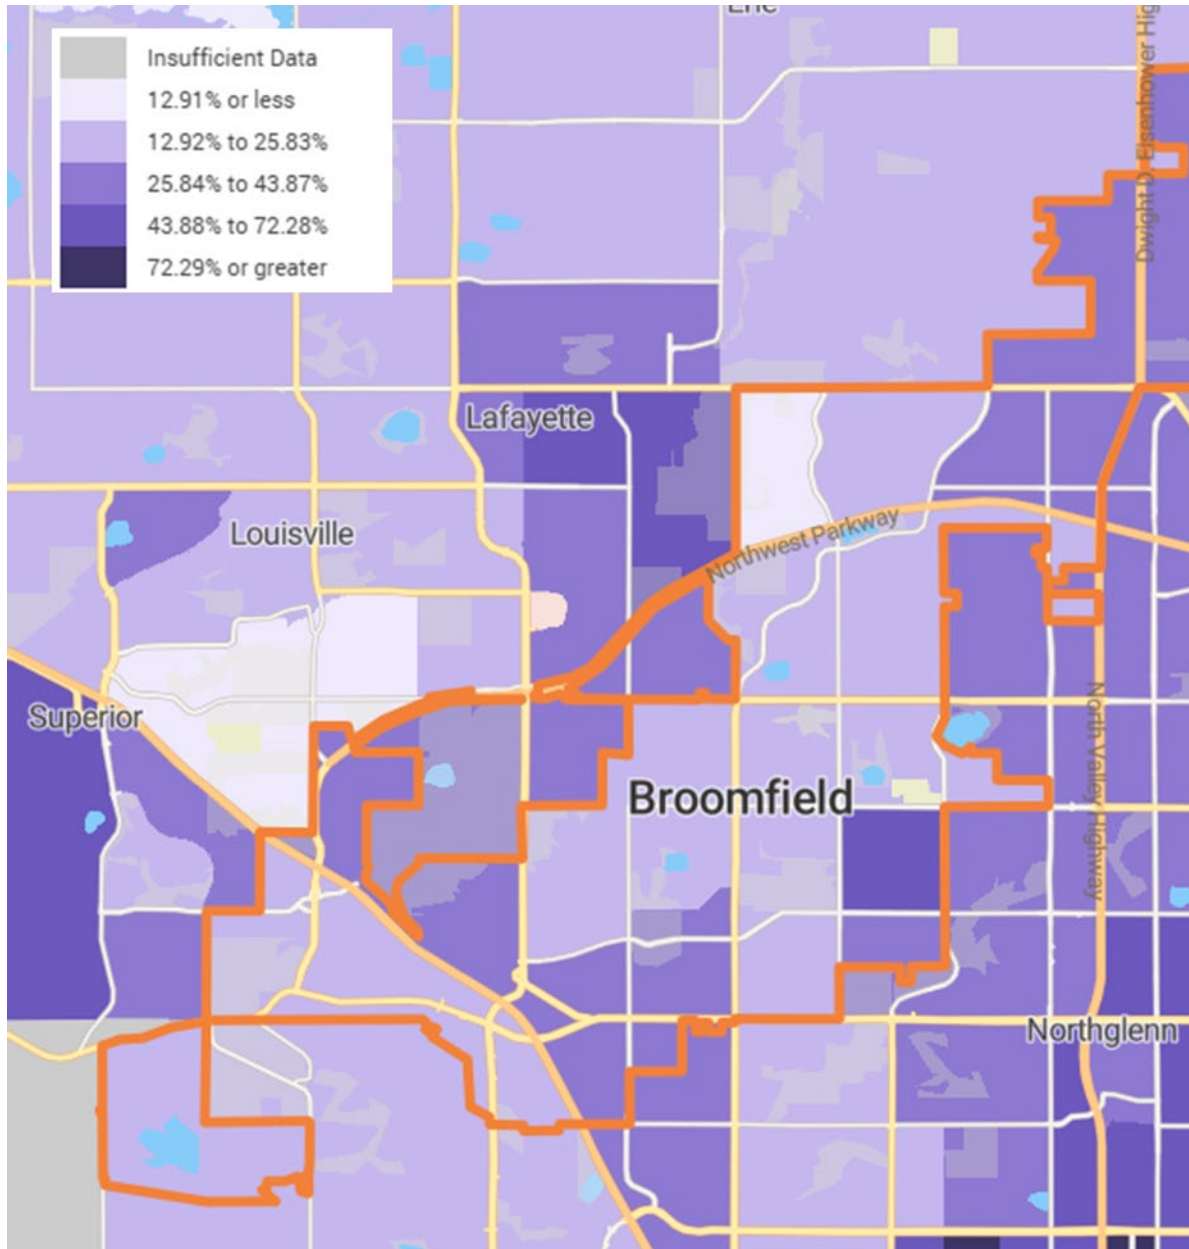 Erie
Insufficient Data
12.91% or less
12.92% to 25.83%
25.84% to 43.87%
43.88% to 72.28%
72.29% or greater
Dwight D. Eisenhower Hig
Lafayette
Louisville
Northwest Parkway
Superior
Broomfield
North Valley Highway
Northglenn